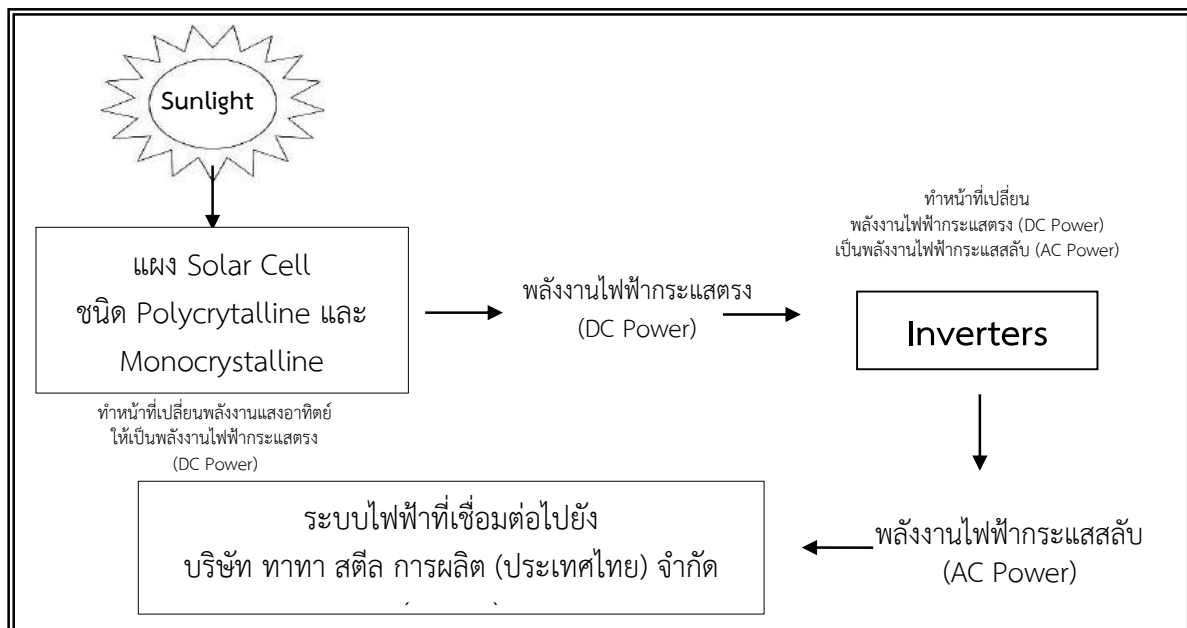 Sunlight
แผง Solar Cell
ชนิด Polycrytalline และ
Monocrystalline
ทำหน้าที่เปลี่ยนพลังงานแสงอาทิตย์
ให้เป็นพลังงานไฟฟ้ากระแสตรง
(DC Power)
พลังงานไฟฟ้ากระแสตรง
(DC Power)
ทำหน้าที่เปลี่ยน
พลังงานไฟฟ้ากระแสตรง (DC Power)
เป็นพลังงานไฟฟ้ากระแสสลับ (AC Power)
Inverters
พลังงานไฟฟ้ากระแสสลับ
(AC Power)
ระบบไฟฟ้าที่เชื่อมต่อไปยัง
บริษัท ทาทา สตีล การผลิต (ประเทศไทย) จำกัด